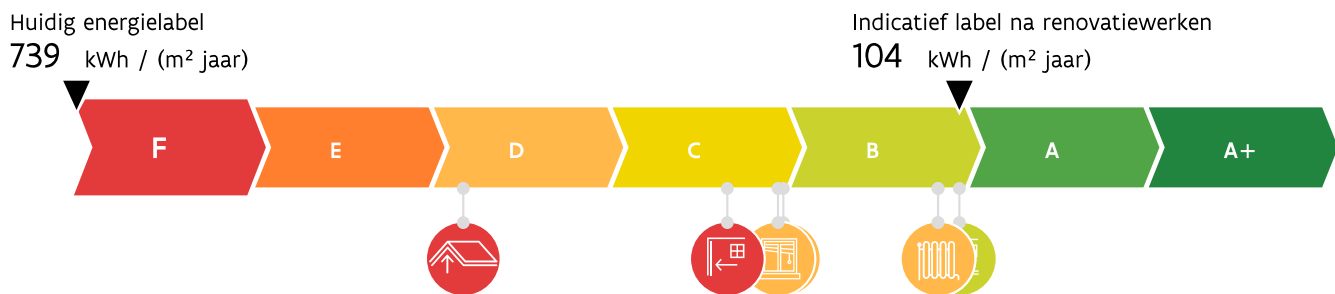 Huidig energielabel
739 kWh / (m² jaar)
Indicatief label na renovatiewerken
104 kWh / (m² jaar)
F E D C B A A+